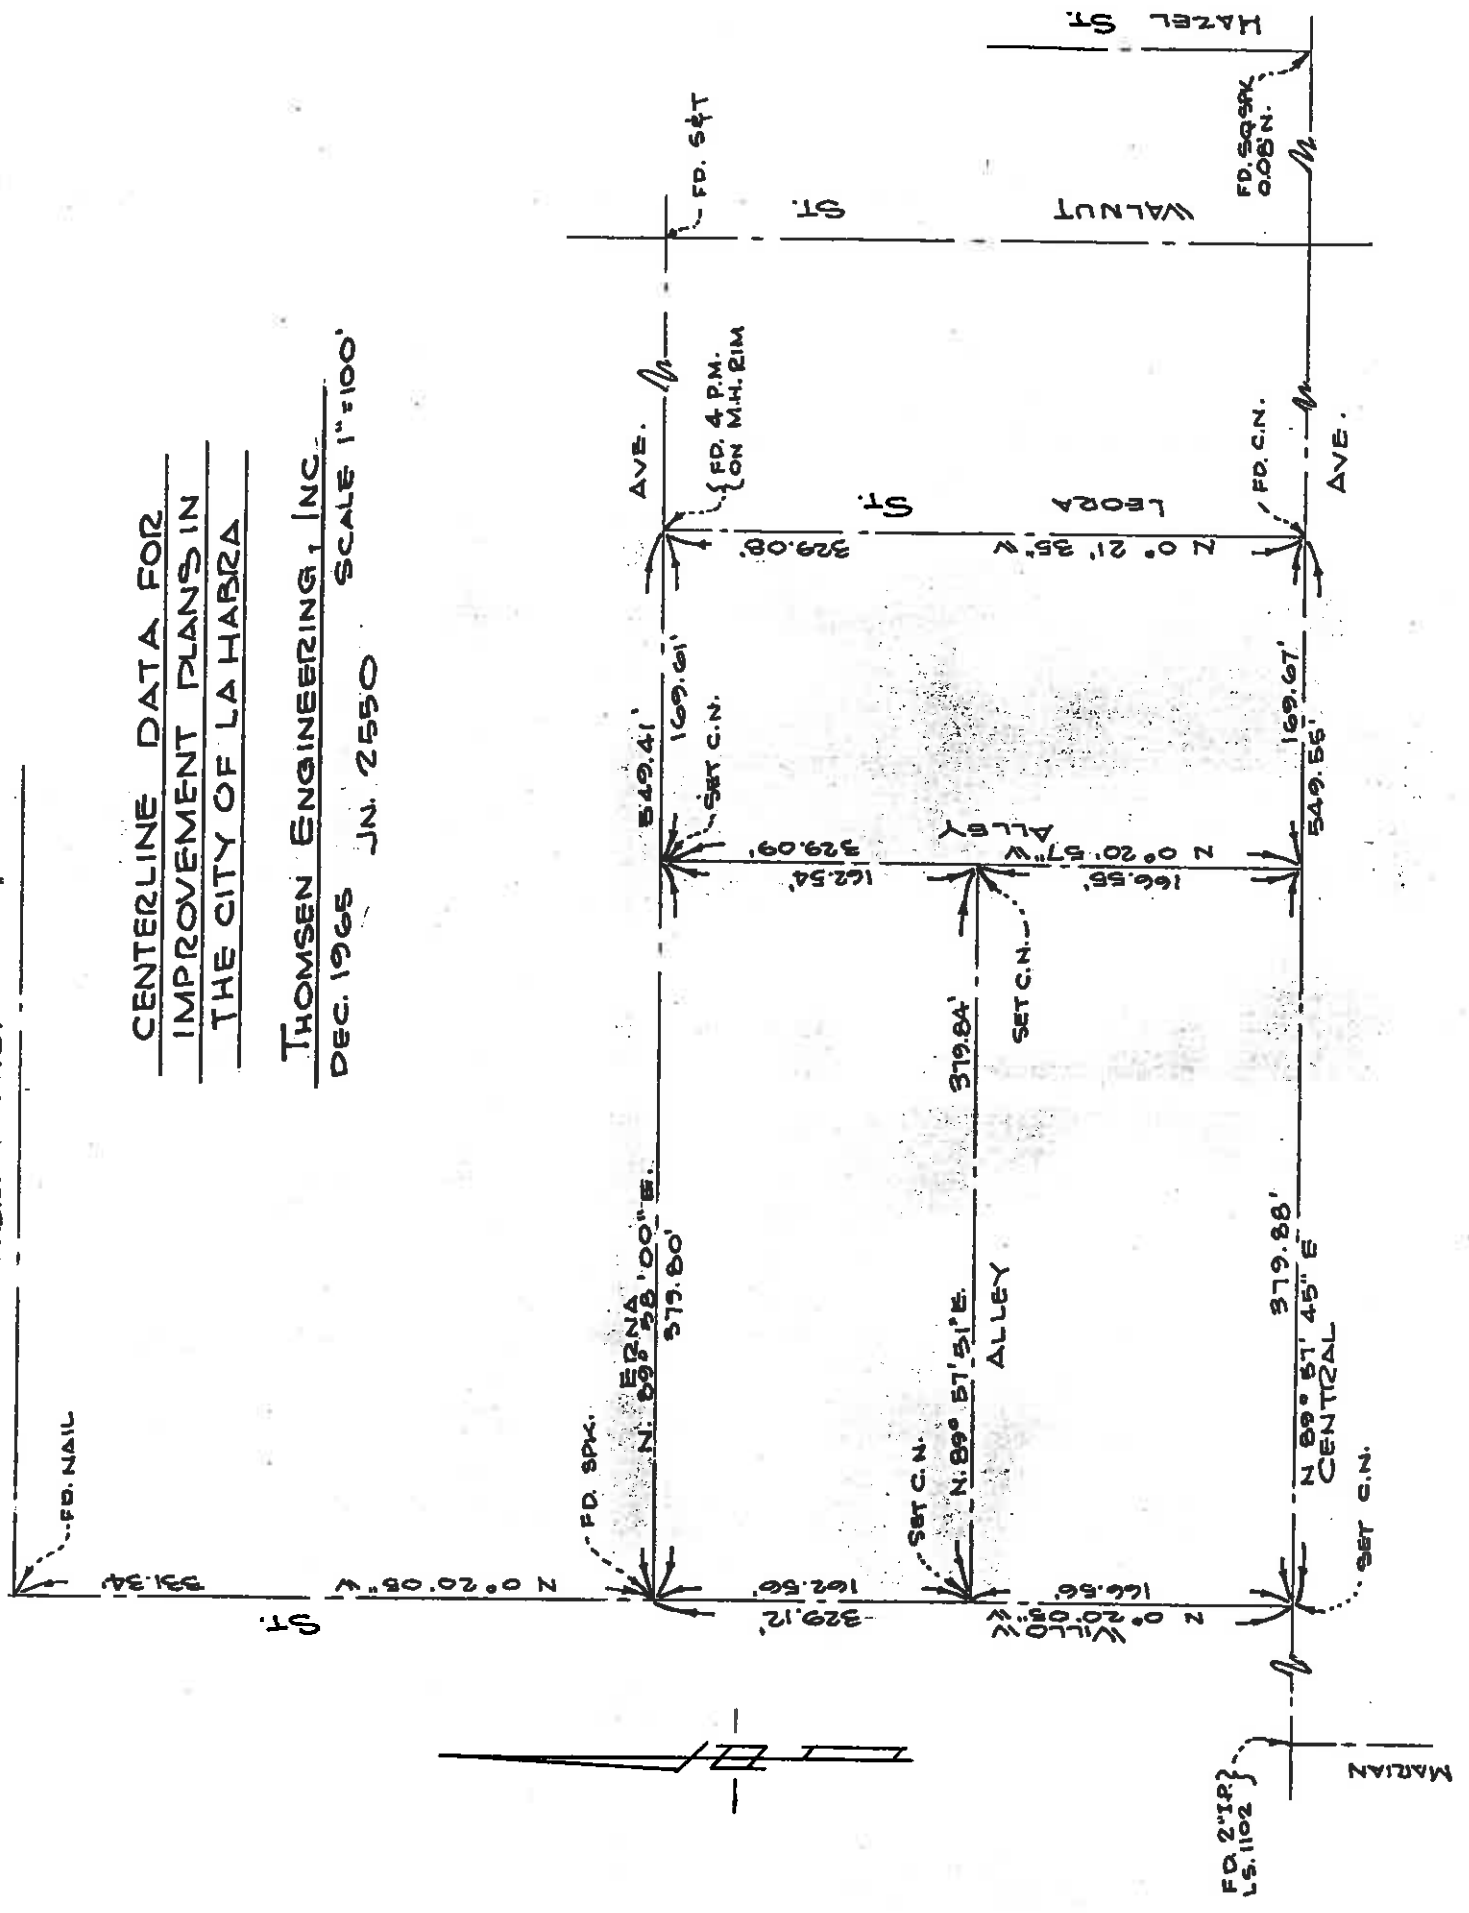 CENTERLINE DATA FOR
IMPROVEMENT PLANS IN
THE CITY OF LA HABRA
THOMSEN ENGINEERING, INC
DEC. 1965 JN. 2550 SCALE 1"=100'
FD. NAIL
331.34'
N 0° 20' 05" W
ST.
FD. SPK.
ERNA
AVE.
N. 89° 58' 00" E.
379.80'
549.41'
169.61'
SET C.N.
{FD. 4 P.M.
{ON M.H. RIM
FD. S&T
329.12'
162.56'
166.56'
N 0° 20' 05" W
WILLOW
SET C.N.
N. 89° 57' 51" E.
379.84'
ALLEY
SET C.N.
162.54'
329.09'
166.55'
N 0° 20' 57" W
ALLEY
329.08'
N 0° 21' 35" W
LEORA
ST.
WALNUT
ST.
HAZEL
ST.
FD. SQ SPK
0.08' N.
FD. C.N.
379.88'
N 89° 57' 45" E
CENTRAL
AVE.
169.67'
549.55'
SET C.N.
FD. 2" I.P. }
LS. 1102 }
MARIAN